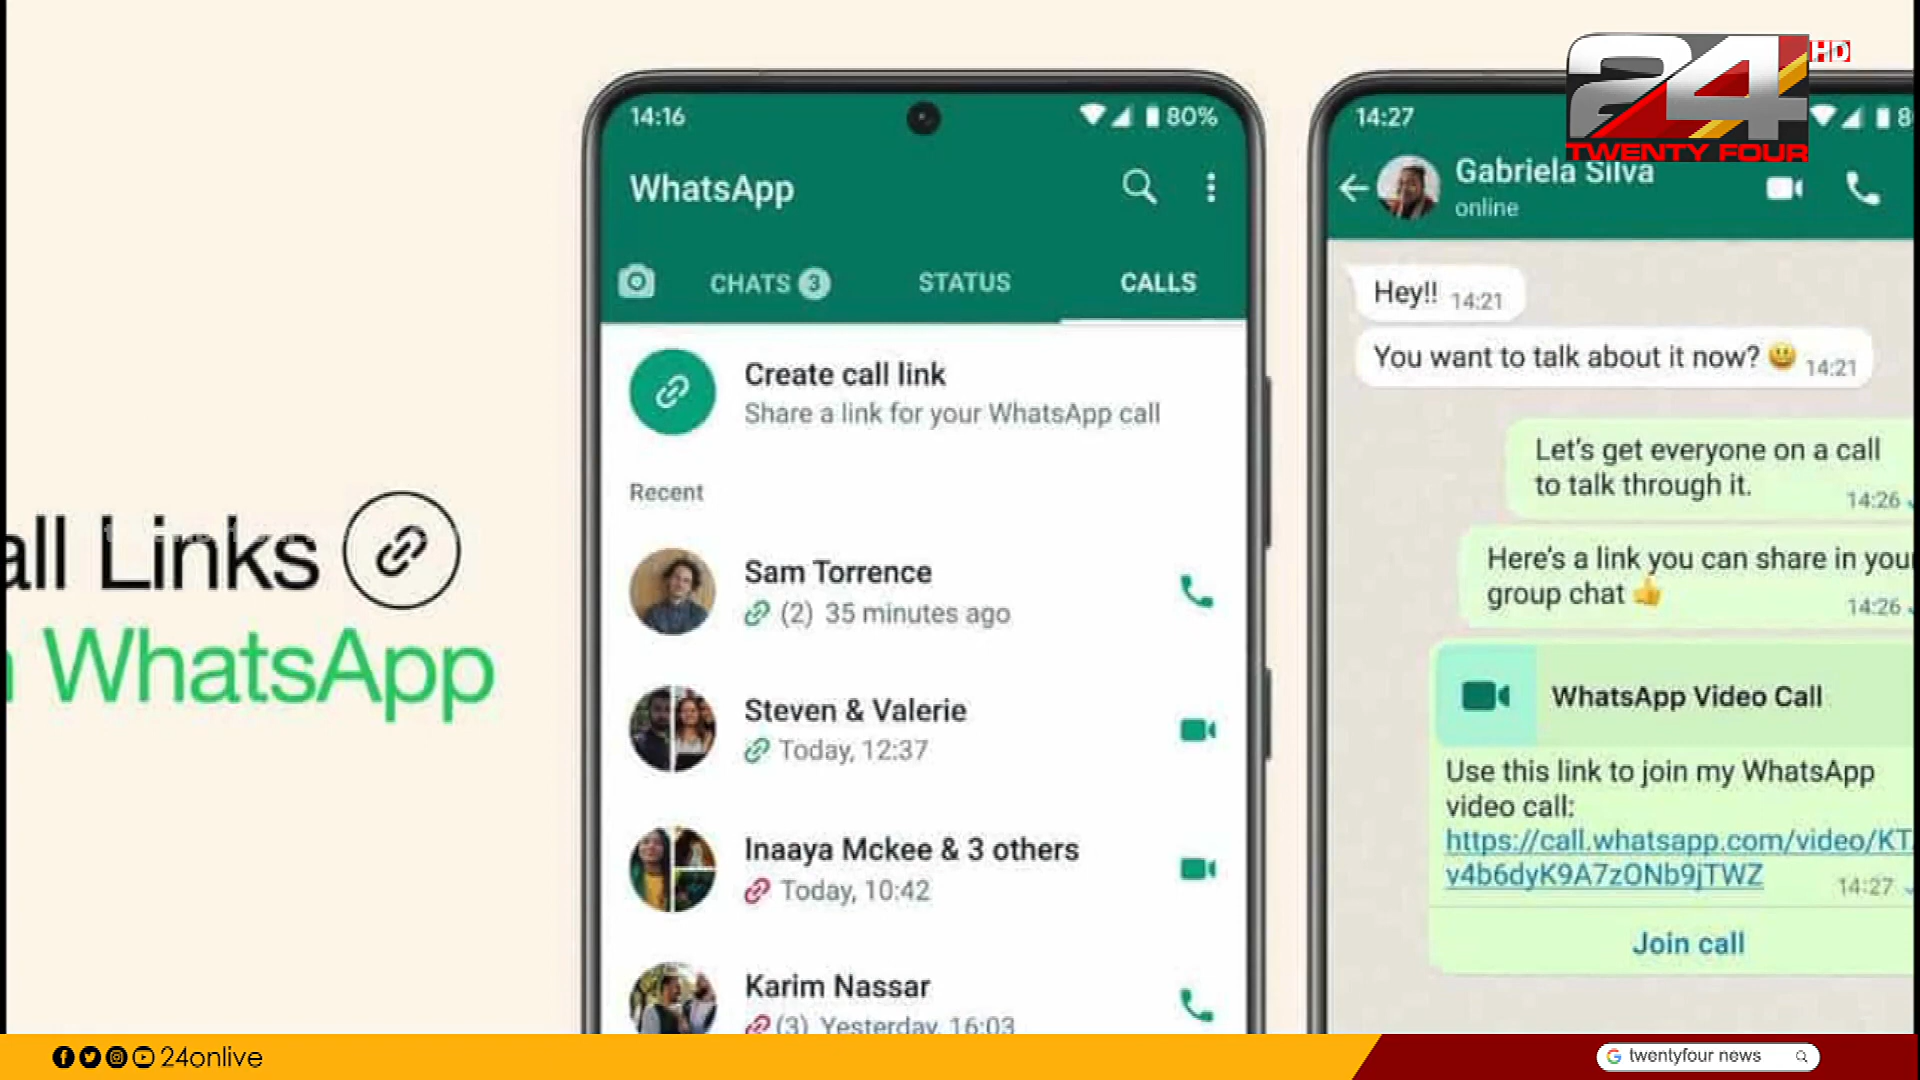 24
HD
TWENTY FOUR
all Links
WhatsApp
14:16
80%
WhatsApp
CHATS 3
STATUS
CALLS
Create call link
Share a link for your WhatsApp call
Recent
Sam Torrence
(2) 35 minutes ago
Steven & Valerie
Today, 12:37
Inaaya Mckee & 3 others
Today, 10:42
Karim Nassar
(3) Yesterday, 16:03
14:27
8
Gabriela Silva
online
Hey!! 14:21
You want to talk about it now? 😃 14:21
Let's get everyone on a call
to talk through it.
14:26
Here's a link you can share in your
group chat 👍
14:26
WhatsApp Video Call
Use this link to join my WhatsApp
video call:
https://call.whatsapp.com/video/KT
v4b6dyK9A7zONb9jTWZ
14:27
Join call
24onlive
twentyfour news